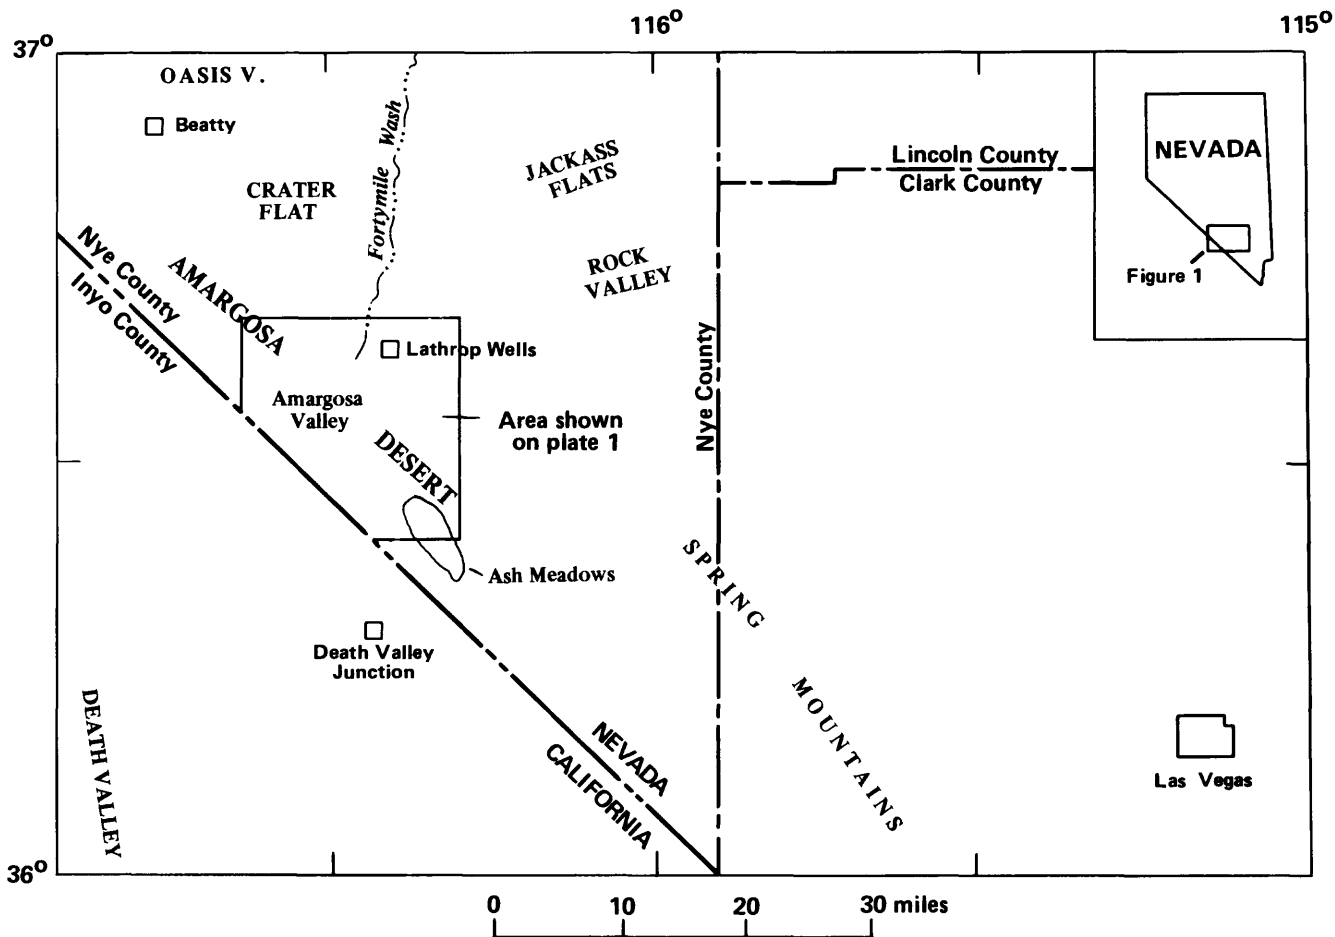 116°
115°
37°
OASIS V.
Beatty
Fortymile Wash
JACKASS
FLATS
Lincoln County
Clark County
NEVADA
Figure 1
CRATER
FLAT
ROCK
VALLEY
Nye County
Inyo County
AMARGOSA
Lathrop Wells
Amargosa
Valley
Area shown
on plate 1
Nye County
DESERT
Ash Meadows
SPRING
MOUNTAINS
Death Valley
Junction
DEATH VALLEY
NEVADA
CALIFORNIA
Las Vegas
36°
0 10 20 30 miles